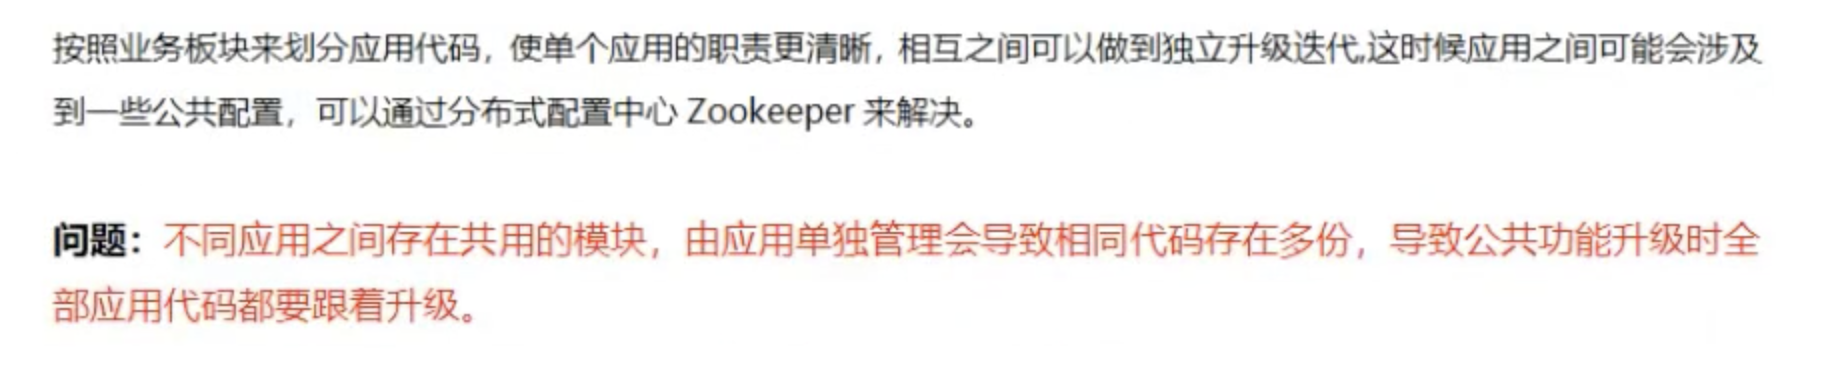 按照业务板块来划分应用代码，使单个应用的职责更清晰，相互之间可以做到独立升级迭代,这时候应用之间可能会涉及
到一些公共配置，可以通过分布式配置中心 Zookeeper 来解决。
问题：不同应用之间存在共用的模块，由应用单独管理会导致相同代码存在多份，导致公共功能升级时全
部应用代码都要跟着升级。